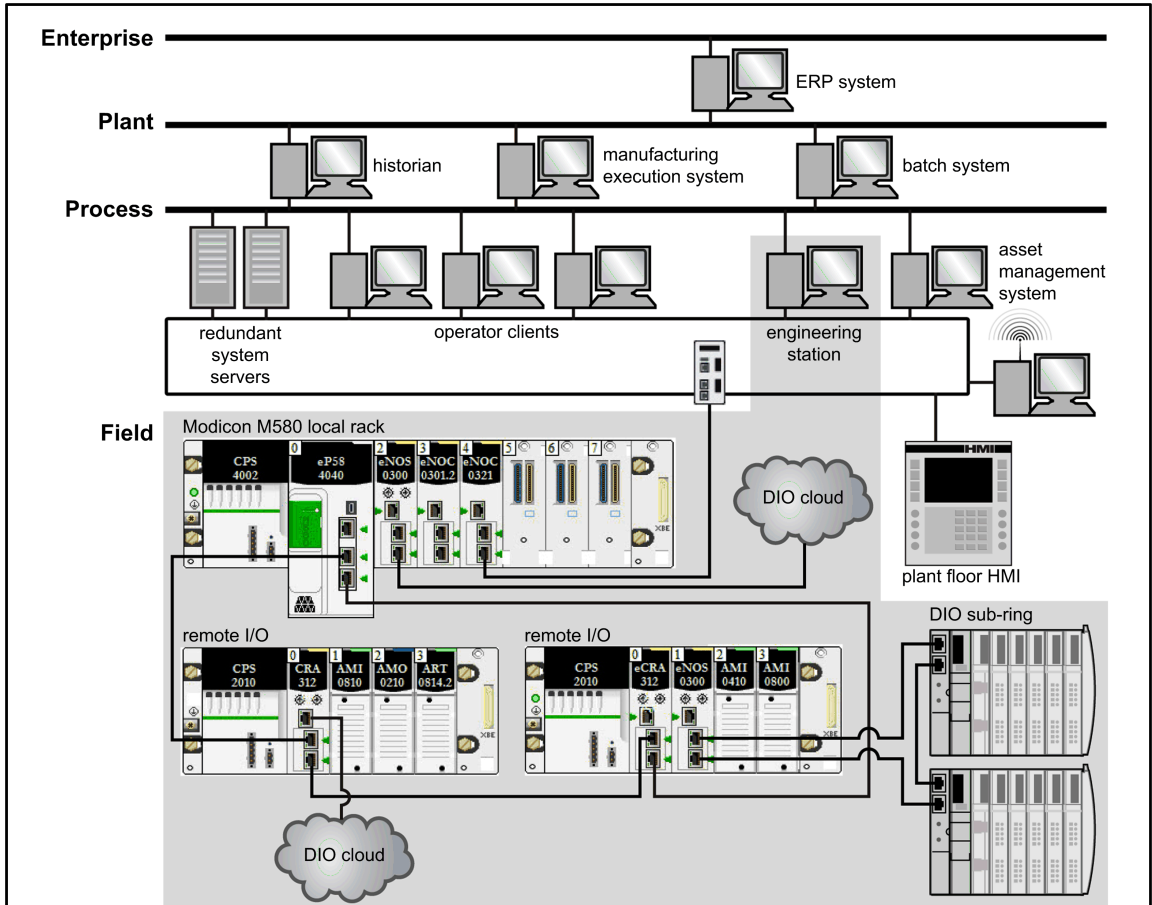 Enterprise
ERP system
Plant
historian
manufacturing
execution system
batch system
Process
asset
management
system
redundant
system
servers
operator clients
engineering
station
Field
Modicon M580 local rack
0 2 3 4 5 6 7
CPS
4002
eP58
4040
eNOS
0300
eNOC
0301.2
eNOC
0321
XBE
DIO cloud
HMI
plant floor HMI
remote I/O
0 1 2 3
CPS
2010
CRA
312
AMI
0810
AMO
0210
ART
0814.2
XBE
remote I/O
0 1 2 3
CPS
2010
eCRA
312
eNOS
0300
AMI
0410
AMI
0800
XBE
DIO sub-ring
DIO cloud